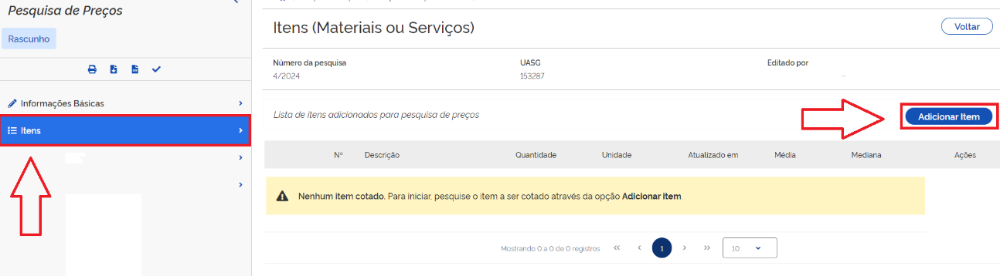 Pesquisa de Preços
Rascunho
Informações Básicas
Itens
Itens (Materiais ou Serviços)
Voltar
Número da pesquisa
UASG
Editado por
4/2024
153287
Lista de itens adicionados para pesquisa de preços
Adicionar Item
Nº Descrição Quantidade Unidade Atualizado em Média Mediana Ações
Nenhum item cotado. Para iniciar, pesquise o item a ser cotado através da opção Adicionar Item.
Mostrando 0 a 0 de 0 registros
1
10